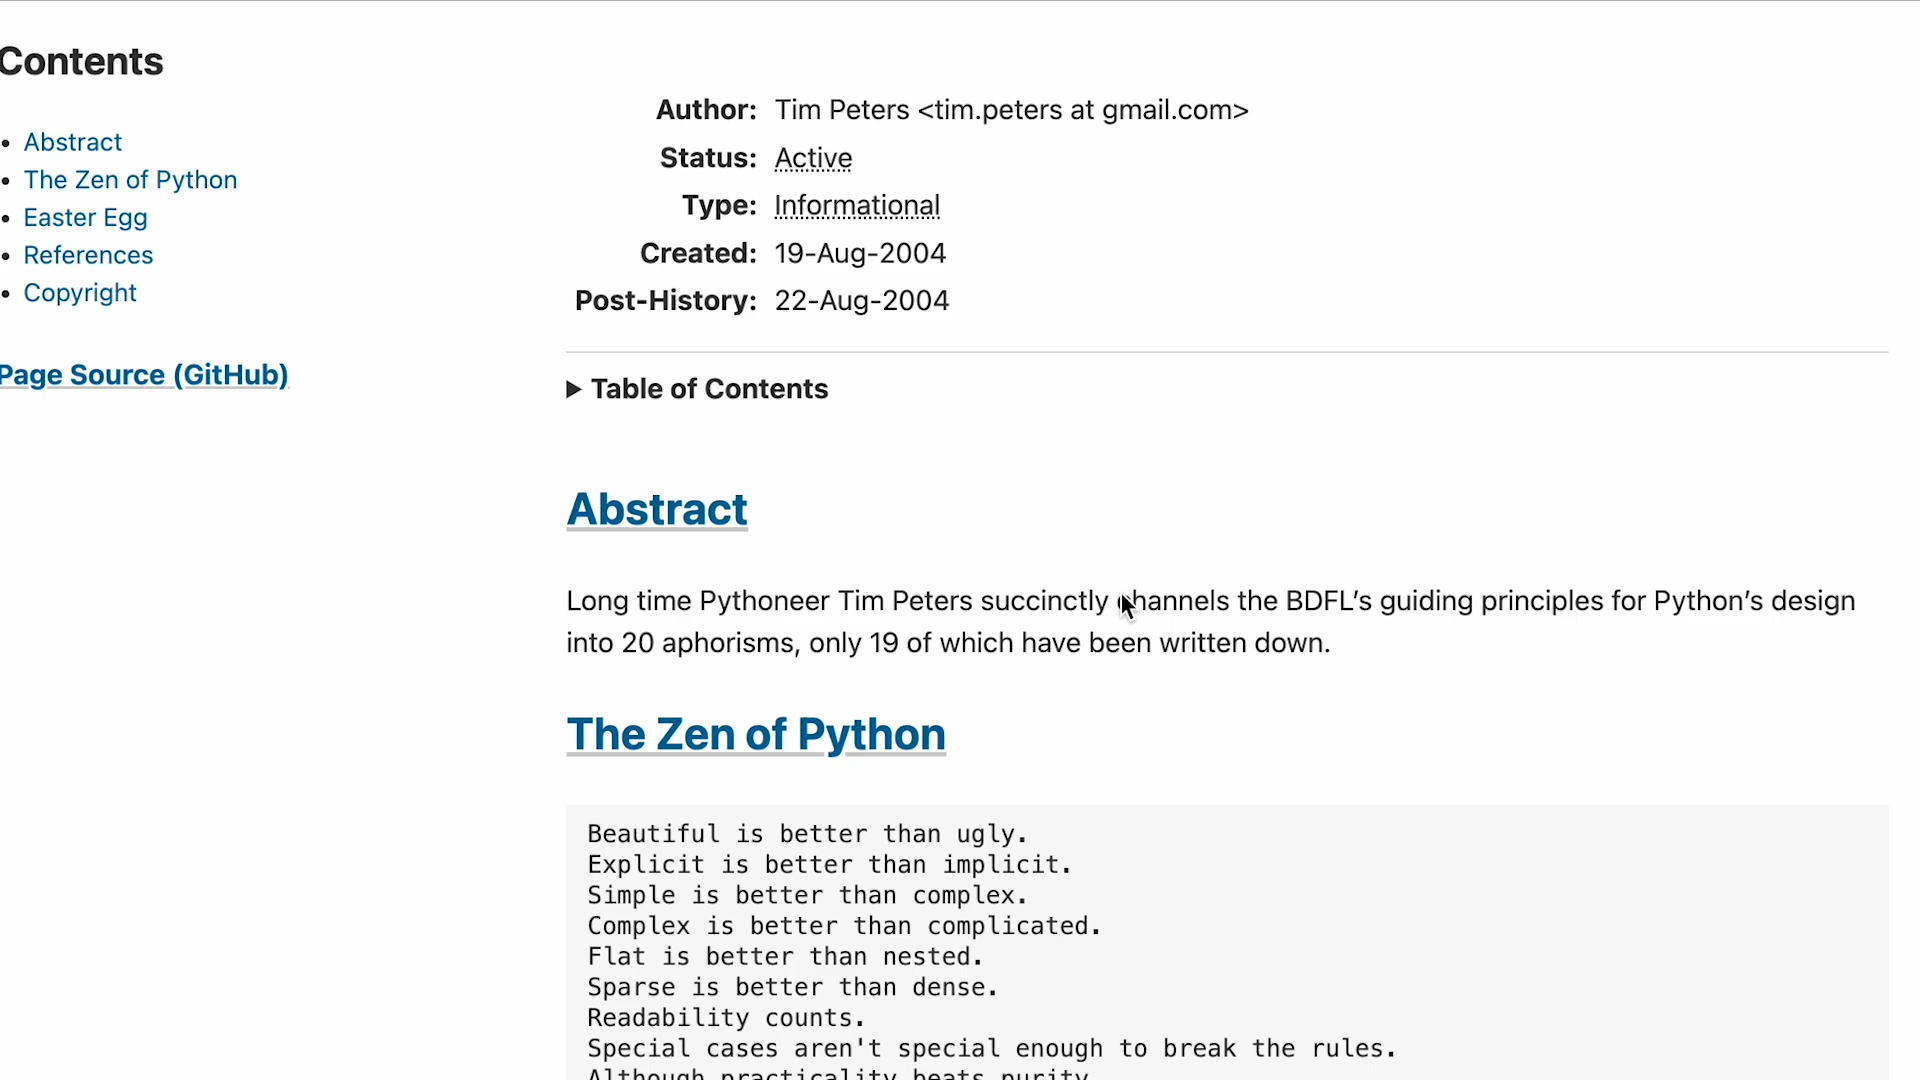 Contents
Abstract
The Zen of Python
Easter Egg
References
Copyright
Page Source (GitHub)
Author: Tim Peters <tim.peters at gmail.com>
Status: Active
Type: Informational
Created: 19-Aug-2004
Post-History: 22-Aug-2004
Table of Contents
Abstract
Long time Pythoneer Tim Peters succinctly channels the BDFL’s guiding principles for Python’s design
into 20 aphorisms, only 19 of which have been written down.
The Zen of Python
Beautiful is better than ugly.
Explicit is better than implicit.
Simple is better than complex.
Complex is better than complicated.
Flat is better than nested.
Sparse is better than dense.
Readability counts.
Special cases aren't special enough to break the rules.
Although practicality beats purity.